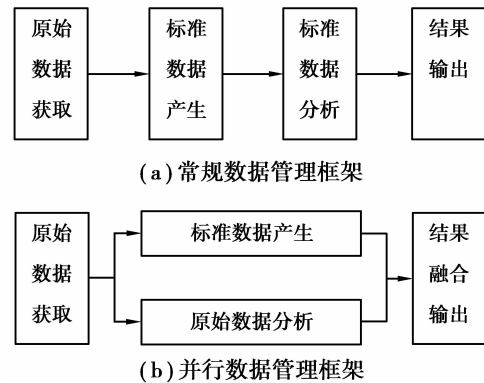 原始
数据
获取
标准
数据
产生
标准
数据
分析
结果
输出
(a)常规数据管理框架
原始
数据
获取
标准数据产生
原始数据分析
结果
融合
输出
(b)并行数据管理框架